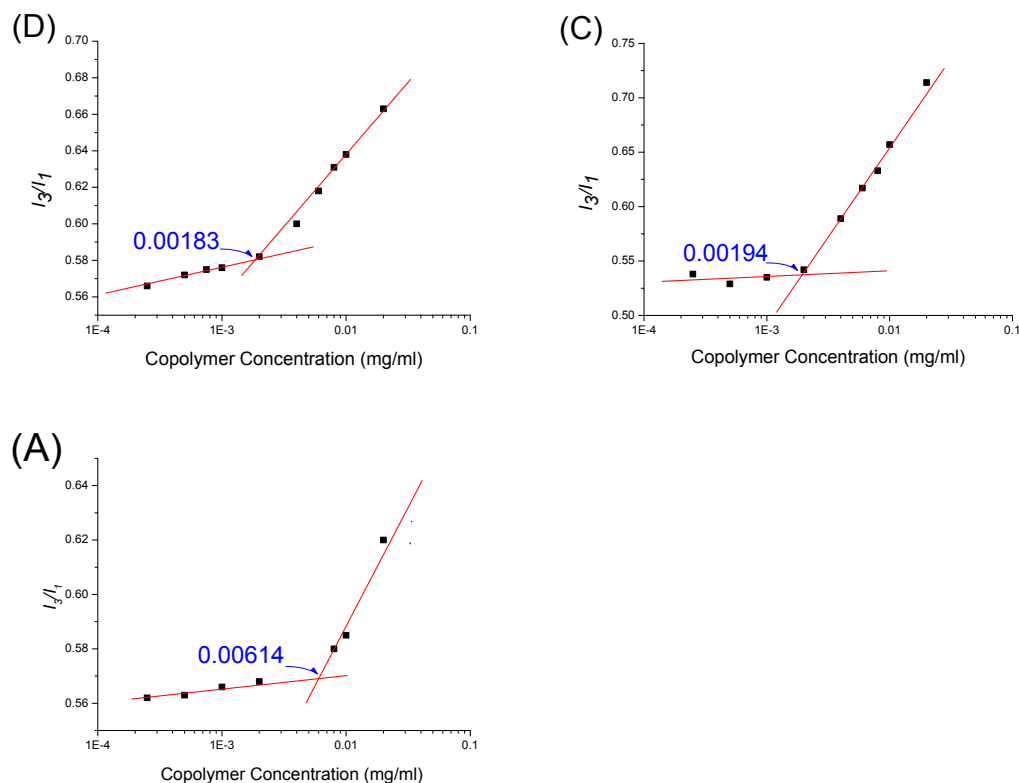 (D)
0.70
0.68
0.66
0.64
0.62
0.60
0.58
0.56
I3/I1
0.00183
1E-4
1E-3
0.01
0.1
Copolymer Concentration (mg/ml)
(C)
0.75
0.70
0.65
0.60
0.55
0.50
I3/I1
0.00194
1E-4
1E-3
0.01
0.1
Copolymer Concentration (mg/ml)
(A)
0.64
0.62
0.60
0.58
0.56
I3/I1
0.00614
1E-4
1E-3
0.01
0.1
Copolymer Concentration (mg/ml)